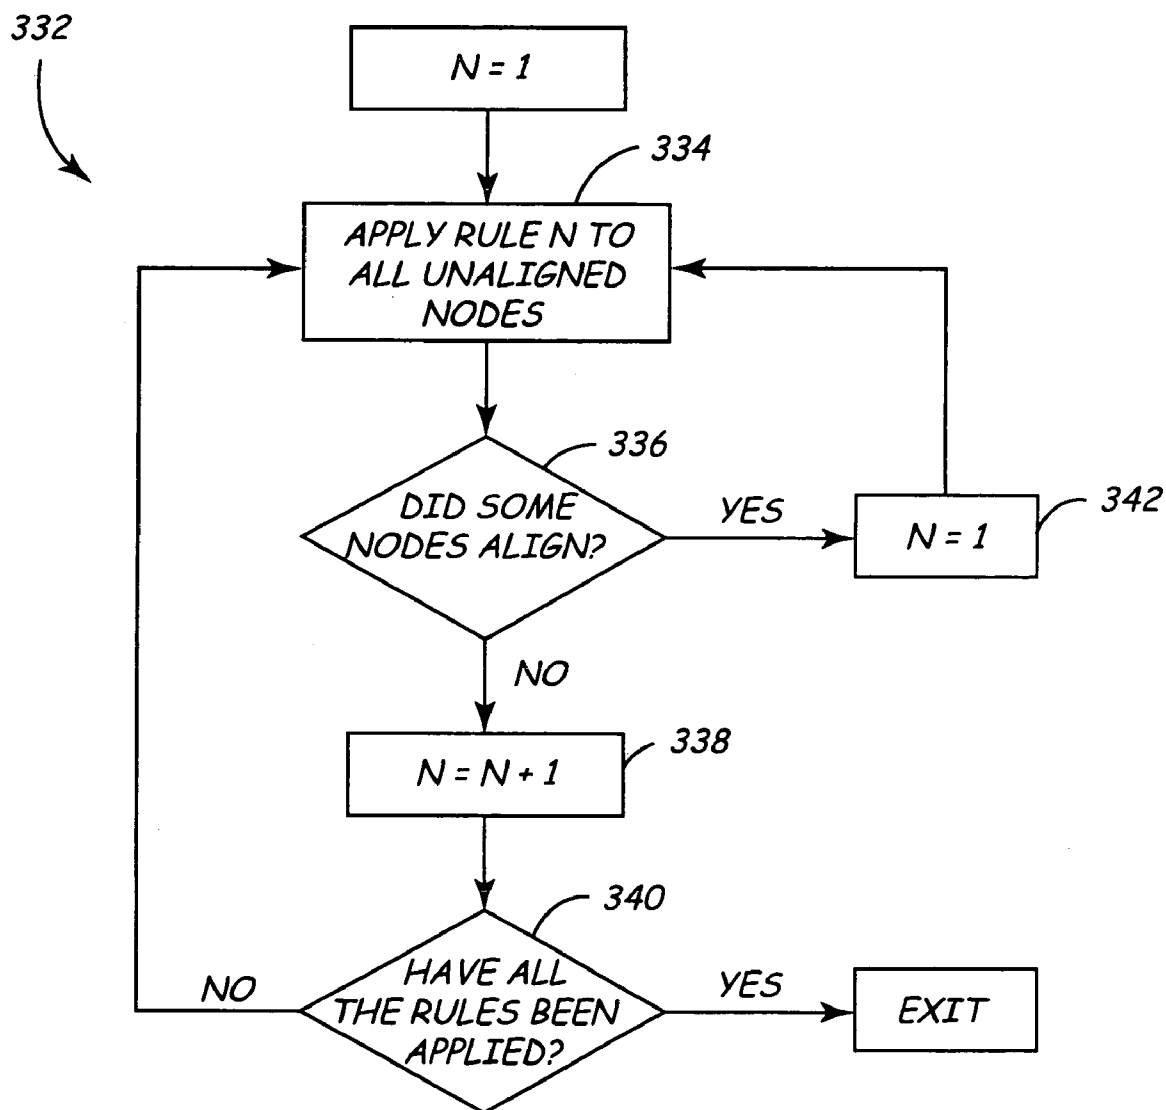 332
N = 1
334
APPLY RULE N TO
ALL UNALIGNED
NODES
336
DID SOME
NODES ALIGN?
YES
N = 1
342
NO
N = N + 1
338
340
HAVE ALL
THE RULES BEEN
APPLIED?
NO
YES
EXIT